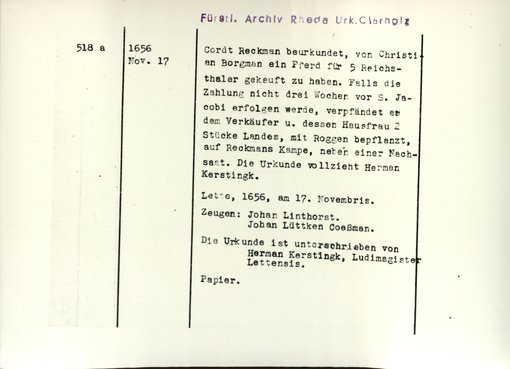 Fürstl. Archiv Rheda Urk.Clarholz
518 a
1656
Nov. 17
Cordt Reckman beurkundet, von Christi-
an Borgman ein Pferd für 5 Reichs-
thaler gekauft zu haben. Falls die
Zahlung nicht drei Wochen vor S. Ja-
cobi erfolgen werde, verpfändet er
dem Verkäufer u. dessen Hausfrau 2
Stücke Landes, mit Roggen bepflanzt,
auf Reckmans Kampe, neben einer Nach-
saat. Die Urkunde vollzieht Herman
Kerstingk.
Lette, 1656, am 17. Novembris.
Zeugen: Johan Linthorst.
Johan Lüttken Coeßman.
Die Urkunde ist unterschrieben von
Herman Kerstingk, Ludimagister
Lettensis.
Papier.